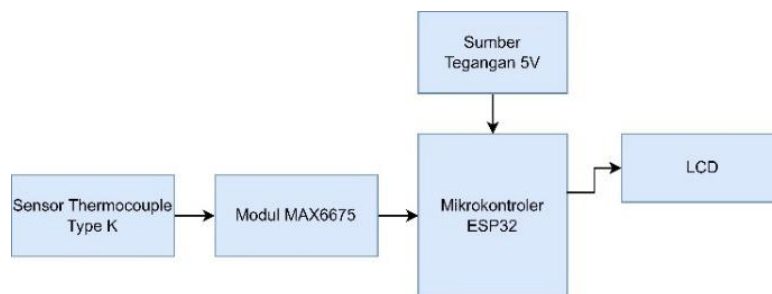 Sumber
Tegangan 5V
Sensor Thermocouple
Type K
Modul MAX6675
Mikrokontroler
ESP32
LCD